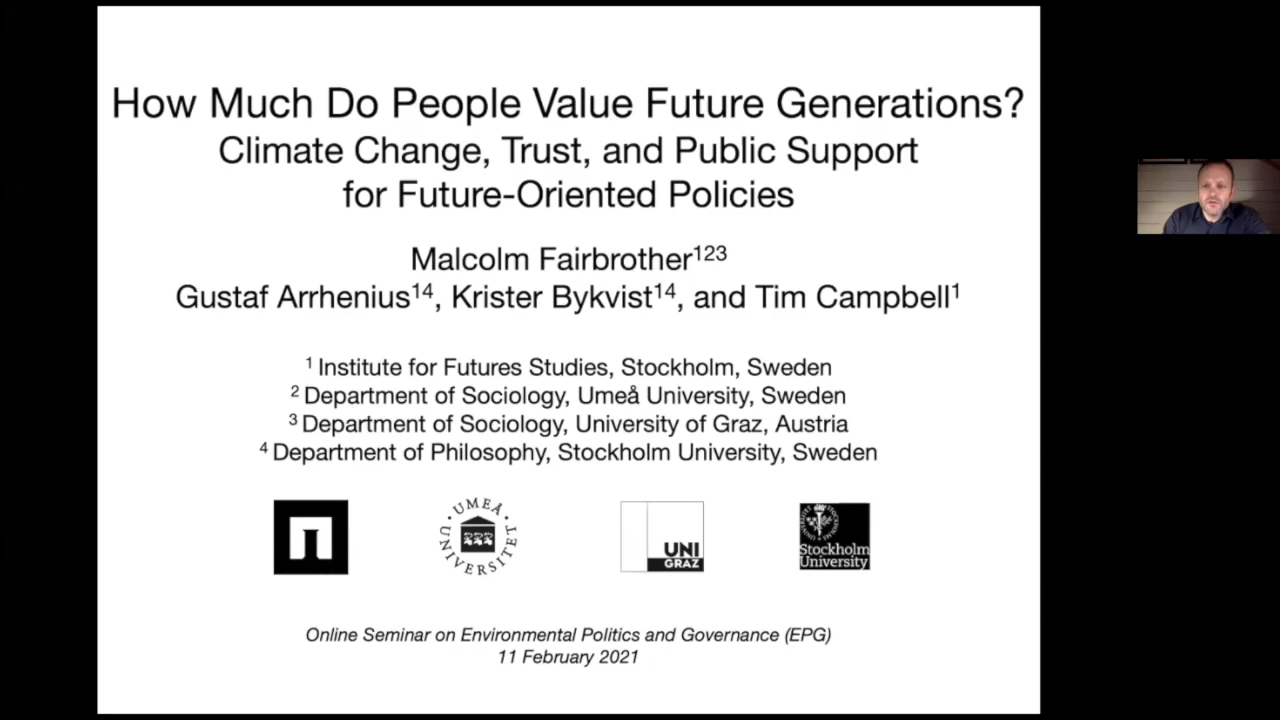 How Much Do People Value Future Generations?
Climate Change, Trust, and Public Support
for Future-Oriented Policies
Malcolm Fairbrother¹²³
Gustaf Arrhenius¹⁴, Krister Bykvist¹⁴, and Tim Campbell¹
¹ Institute for Futures Studies, Stockholm, Sweden
² Department of Sociology, Umeå University, Sweden
³ Department of Sociology, University of Graz, Austria
⁴ Department of Philosophy, Stockholm University, Sweden
· UMEÅ · UNIVERSITET
UNI
GRAZ
Stockholm
University
Online Seminar on Environmental Politics and Governance (EPG)
11 February 2021